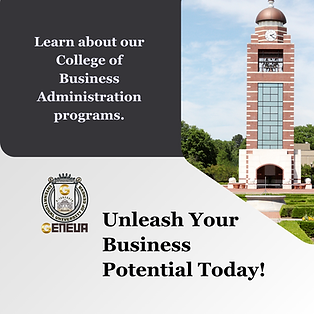 Learn about our
College of
Business
Administration
programs.
GENEVA
Unleash Your
Business
Potential Today!